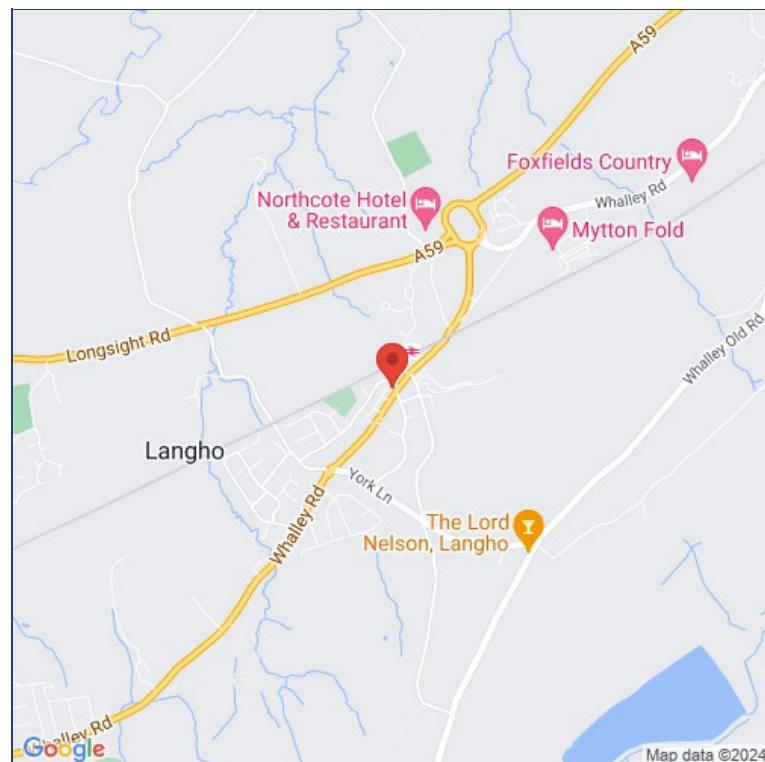 A59
Foxfields Country
Northcote Hotel
& Restaurant
Whalley Rd
Mytton Fold
A59
Longsight Rd
Whalley Old Rd
Langho
York Ln
The Lord
Nelson, Langho
Whalley Rd
Whalley Rd
Google
Map data ©2024